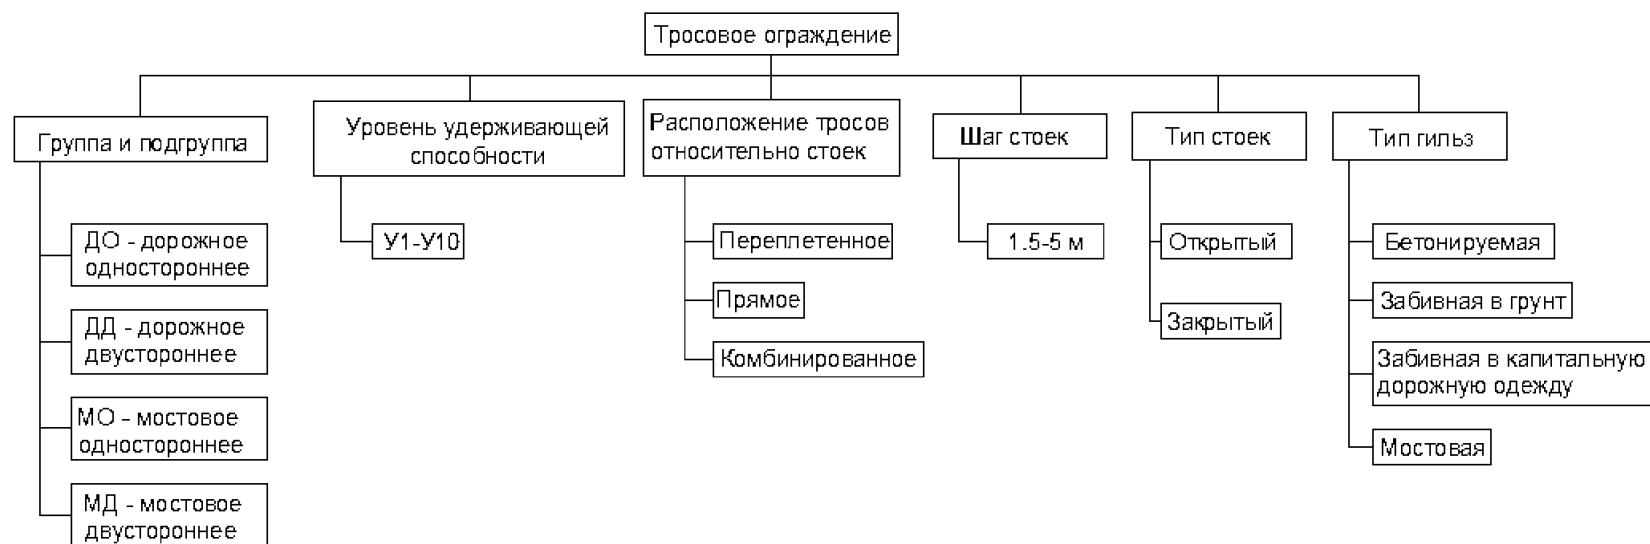 Тросовое ограждение
Группа и подгруппа
ДО - дорожное
одностороннее
ДД - дорожное
двустороннее
МО - мостовое
одностороннее
МД - мостовое
двустороннее
Уровень удерживающей
способности
У1-У10
Расположение тросов
относительно стоек
Переплетенное
Прямое
Комбинированное
Шаг стоек
1.5-5 м
Тип стоек
Открытый
Закрытый
Тип гильз
Бетонируемая
Забивная в грунт
Забивная в капитальную
дорожную одежду
Мостовая